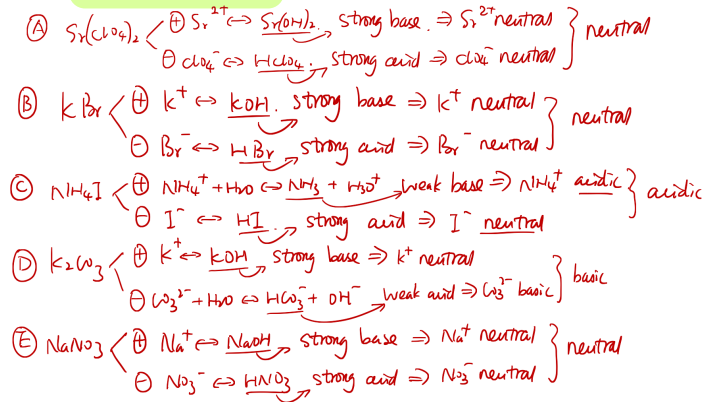 Ⓐ Sr(ClO4)2 ⊕ Sr2+ ↔ Sr(OH)2. strong base. ⇒ Sr2+ neutral } neutral
⊖ ClO4- ↔ HClO4. strong acid ⇒ ClO4- neutral
Ⓑ KBr ⊕ K+ ↔ KOH. strong base ⇒ K+ neutral } neutral
⊖ Br- ↔ HBr strong acid ⇒ Br- neutral
Ⓒ NH4I ⊕ NH4+ + H2O ↔ NH3 + H3O+ weak base ⇒ NH4+ acidic } acidic
⊖ I- ↔ HI strong acid ⇒ I- neutral
Ⓓ K2CO3 ⊕ K+ ↔ KOH strong base ⇒ K+ neutral } basic
⊖ CO32- + H2O ↔ HCO3- + OH- weak acid ⇒ CO32- basic
Ⓔ NaNO3 ⊕ Na+ ↔ NaOH strong base ⇒ Na+ neutral } neutral
⊖ NO3- ↔ HNO3 strong acid ⇒ NO3- neutral